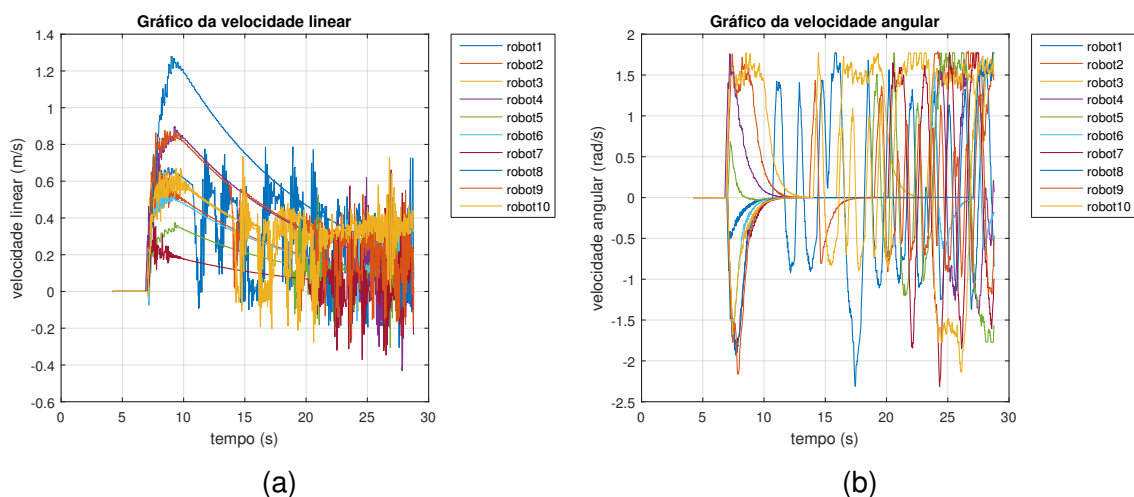 Gráfico da velocidade linear
velocidade linear (m/s)
1.4
1.2
1
0.8
0.6
0.4
0.2
0
-0.2
-0.4
-0.6
0 5 10 15 20 25 30
tempo (s)
robot1
robot2
robot3
robot4
robot5
robot6
robot7
robot8
robot9
robot10
(a)
Gráfico da velocidade angular
velocidade angular (rad/s)
2
1.5
1
0.5
0
-0.5
-1
-1.5
-2
-2.5
0 5 10 15 20 25 30
tempo (s)
robot1
robot2
robot3
robot4
robot5
robot6
robot7
robot8
robot9
robot10
(b)